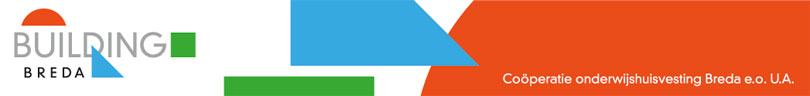 BUILDING
BREDA
Coöperatie onderwijshuisvesting Breda e.o. U.A.